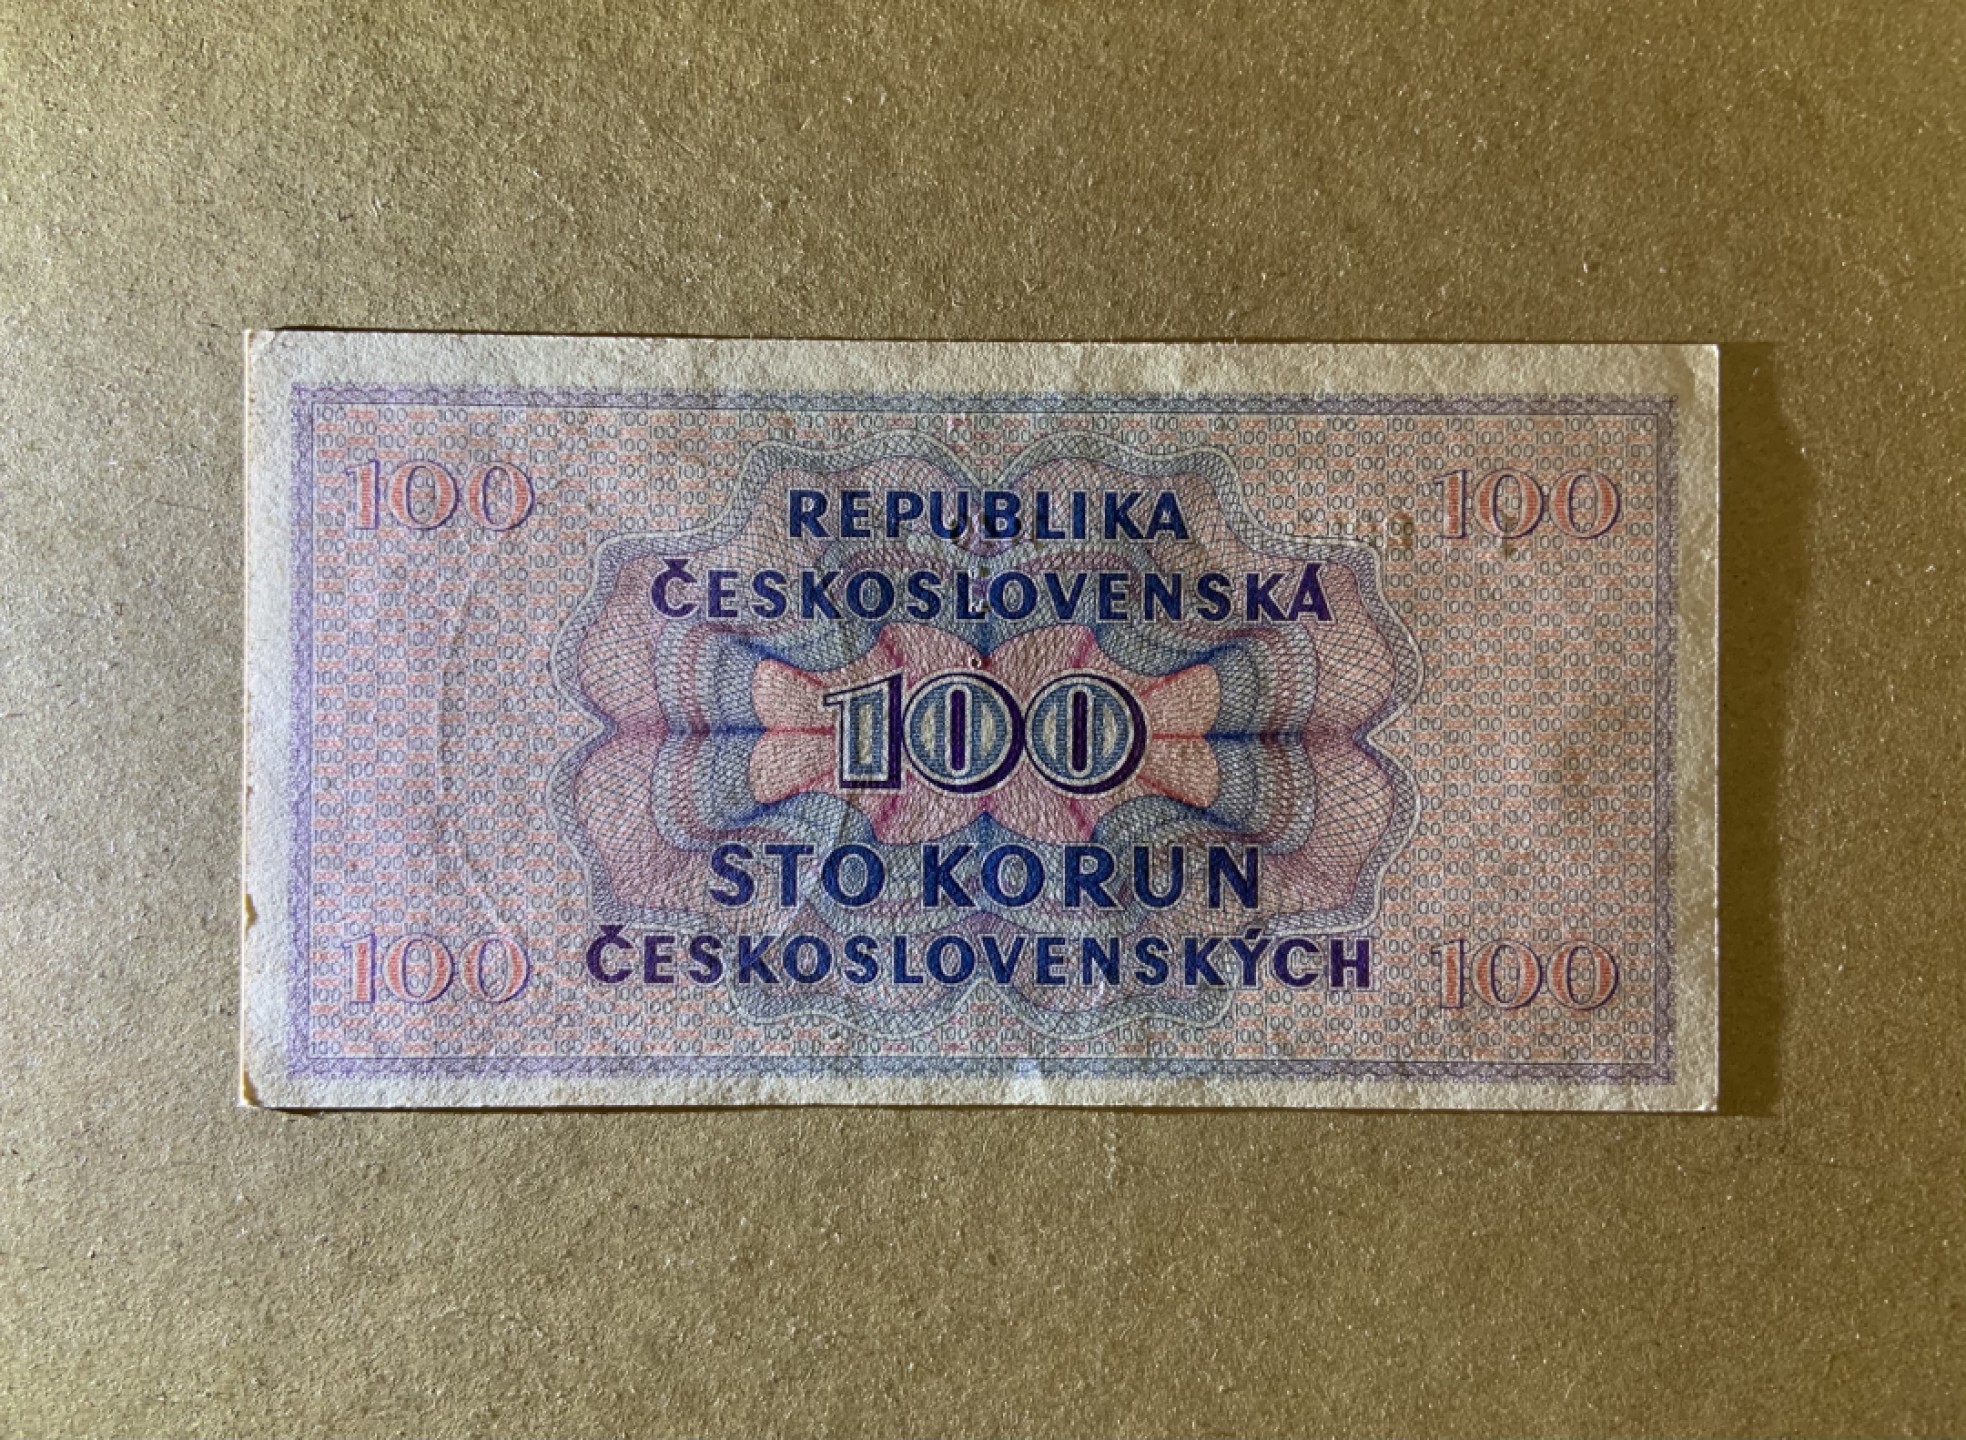 100 100
REPUBLIKA
ČESKOSLOVENSKÁ
100
STO KORUN
ČESKOSLOVENSKÝCH
100 100